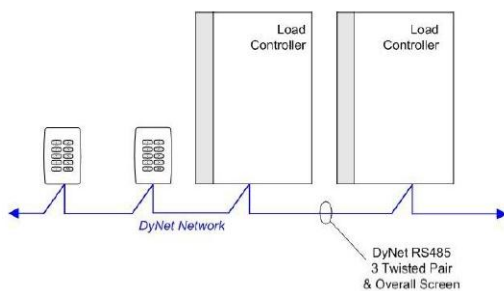 Load
Controller
Load
Controller
DyNet Network
DyNet RS485
3 Twisted Pair
& Overall Screen